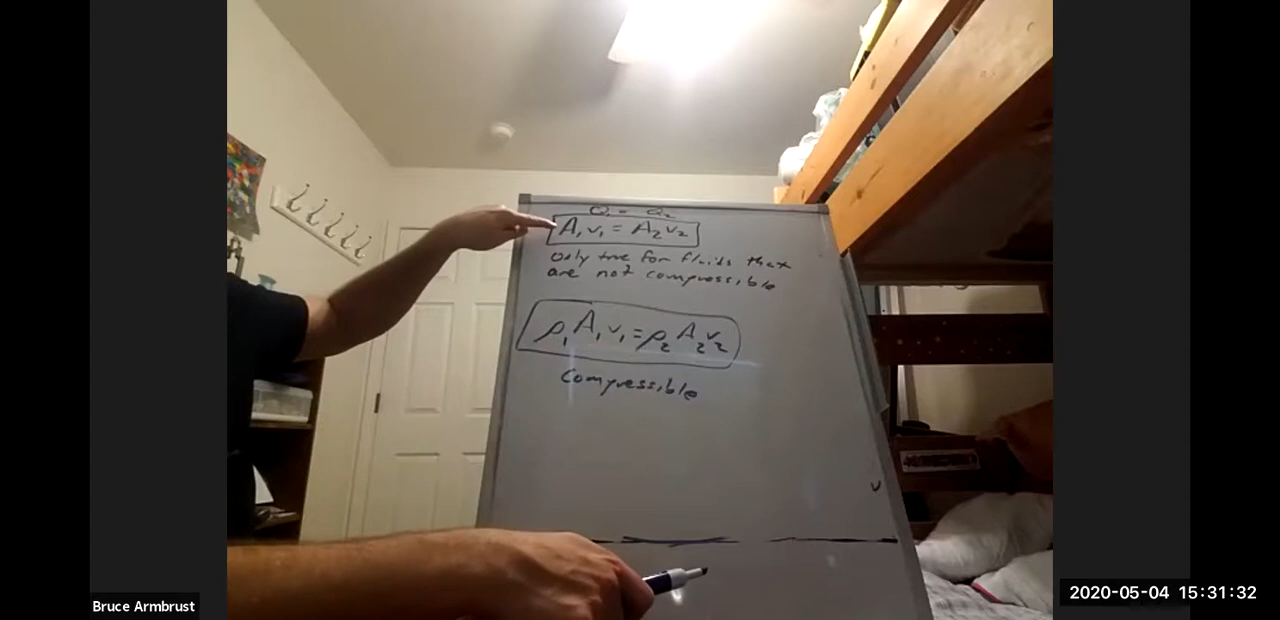 Q = Q₂
A₁v₁ = A₂v₂
Only true for fluids that
are not compressible
ρ₁A₁v₁ = ρ₂A₂v₂
Compressible
v
Bruce Armbrust
2020-05-04 15:31:32